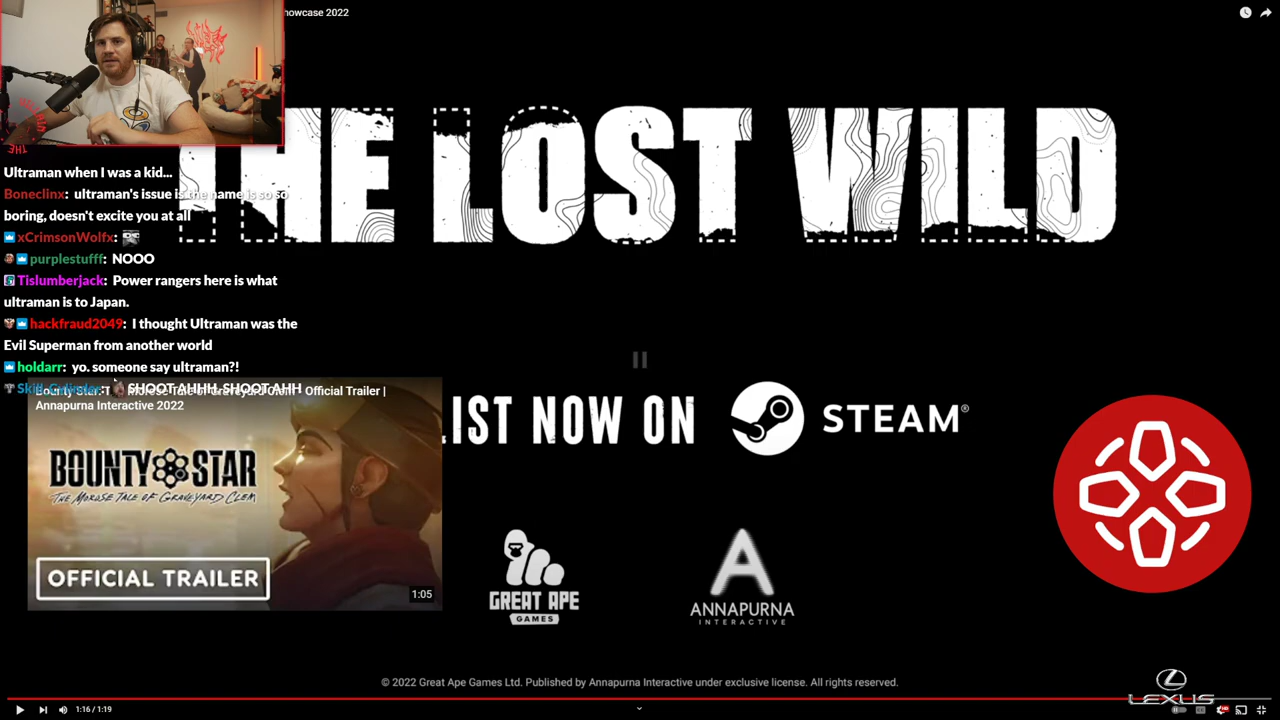 howcase 2022
THE LOST WILD
THE
Ultraman when I was a kid...
Boneclinx: ultraman's issue is the name is so so
boring, doesn't excite you at all
xCrimsonWolfx:
purplestufff: NOOO
Tislumberjack: Power rangers here is what
ultraman is to Japan.
hackfraud2049: I thought Ultraman was the
Evil Superman from another world
holdarr: yo. someone say ultraman?!
SHOOT AHHH, SHOOT AHH
Official Trailer |
Annapurna Interactive 2022
BOUNTY STAR
THE MOROSE TALE OF GRAVEYARD CLEM
OFFICIAL TRAILER
1:05
LIST NOW ON STEAM®
GREAT APE
GAMES
ANNAPURNA
INTERACTIVE
© 2022 Great Ape Games Ltd. Published by Annapurna Interactive under exclusive license. All rights reserved.
LEXUS
1:16 / 1:19